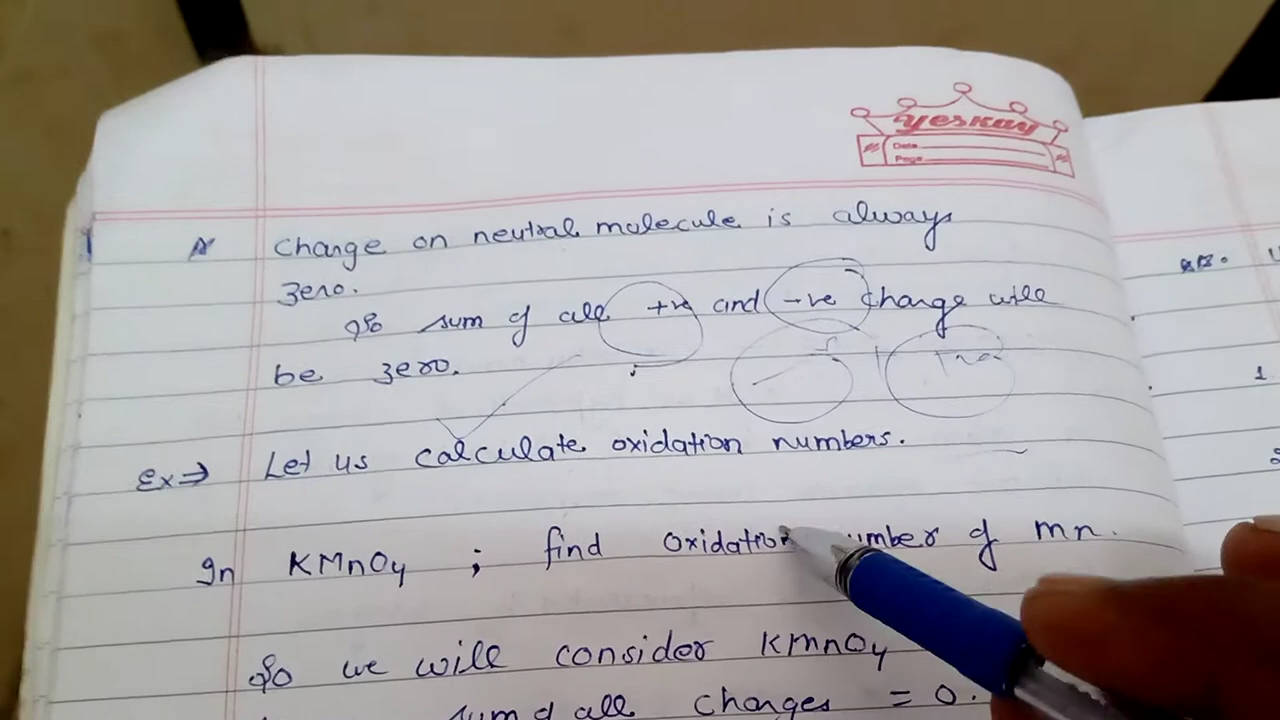 yeskay
Date
Page
change on neutral molecule is always
zero.
So sum of all +ve and -ve charge will
be zero.
Ex⇒ Let us calculate oxidation numbers.
In KMnO4 ; find oxidation number of mn.
So we will consider KMnO4
sum of all charges = 0.
1